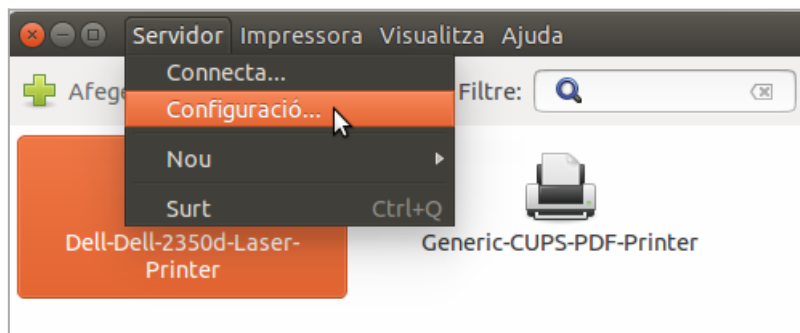 Servidor Impressora Visualitza Ajuda
Connecta...
Configuració...
Nou
Surt Ctrl+Q
Filtre:
Dell-Dell-2350d-Laser-
Printer
Generic-CUPS-PDF-Printer